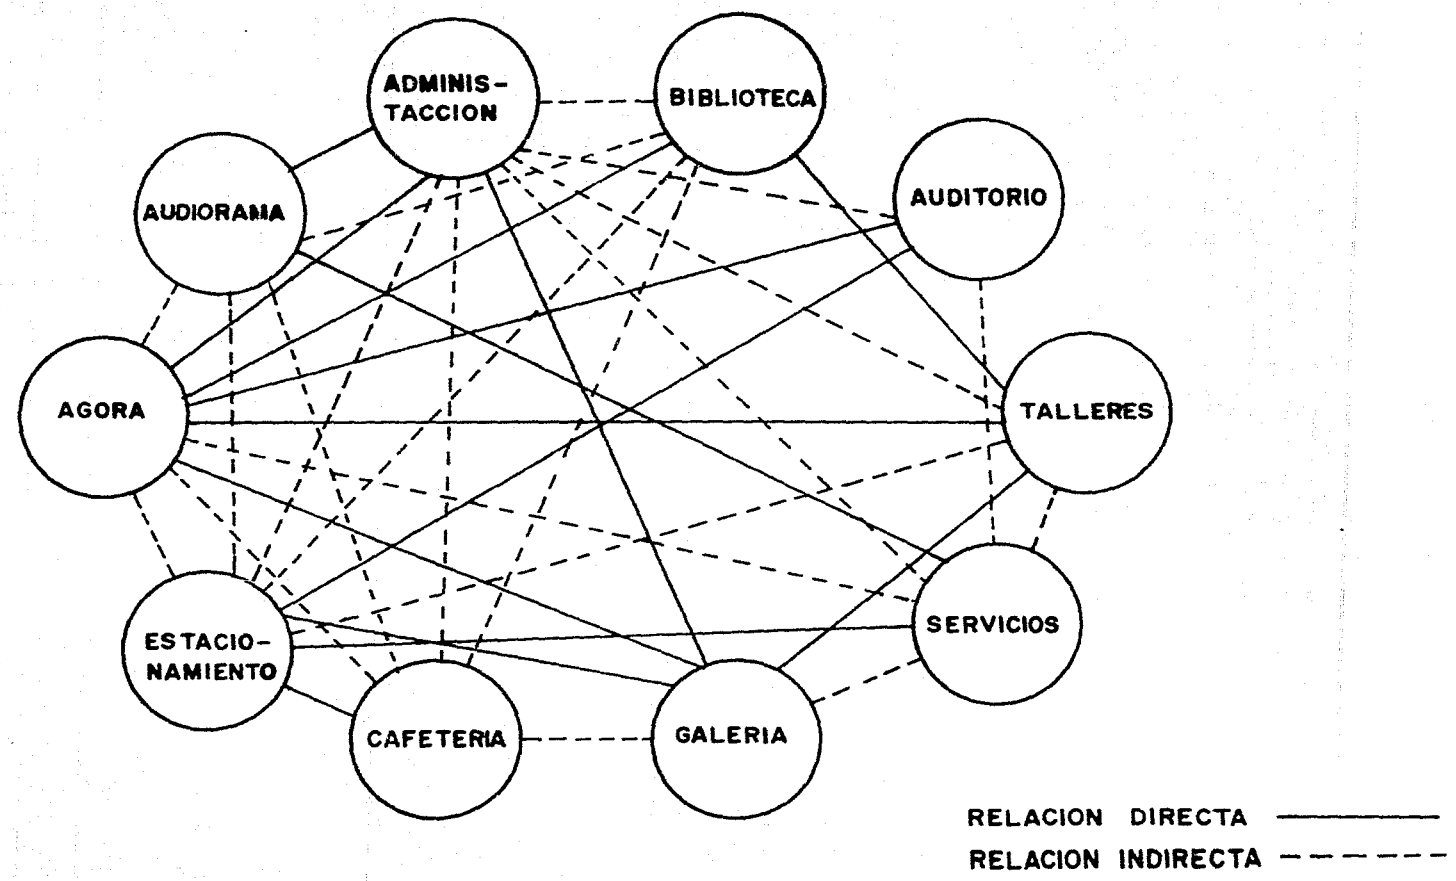 ADMINIS-
TACCION
BIBLIOTECA
AUDIORAMA
AUDITORIO
AGORA
TALLERES
ESTACIO-
NAMIENTO
SERVICIOS
CAFETERIA
GALERIA
RELACION DIRECTA
RELACION INDIRECTA